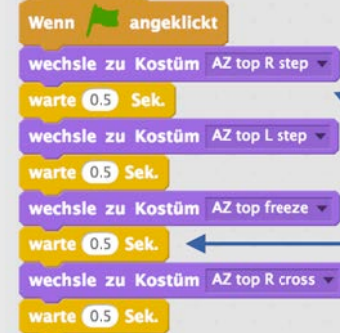 Wenn angeklickt
wechsle zu Kostüm AZ top R step
warte 0.5 Sek.
wechsle zu Kostüm AZ top L step
warte 0.5 Sek.
wechsle zu Kostüm AZ top freeze
warte 0.5 Sek.
wechsle zu Kostüm AZ top R cross
warte 0.5 Sek.